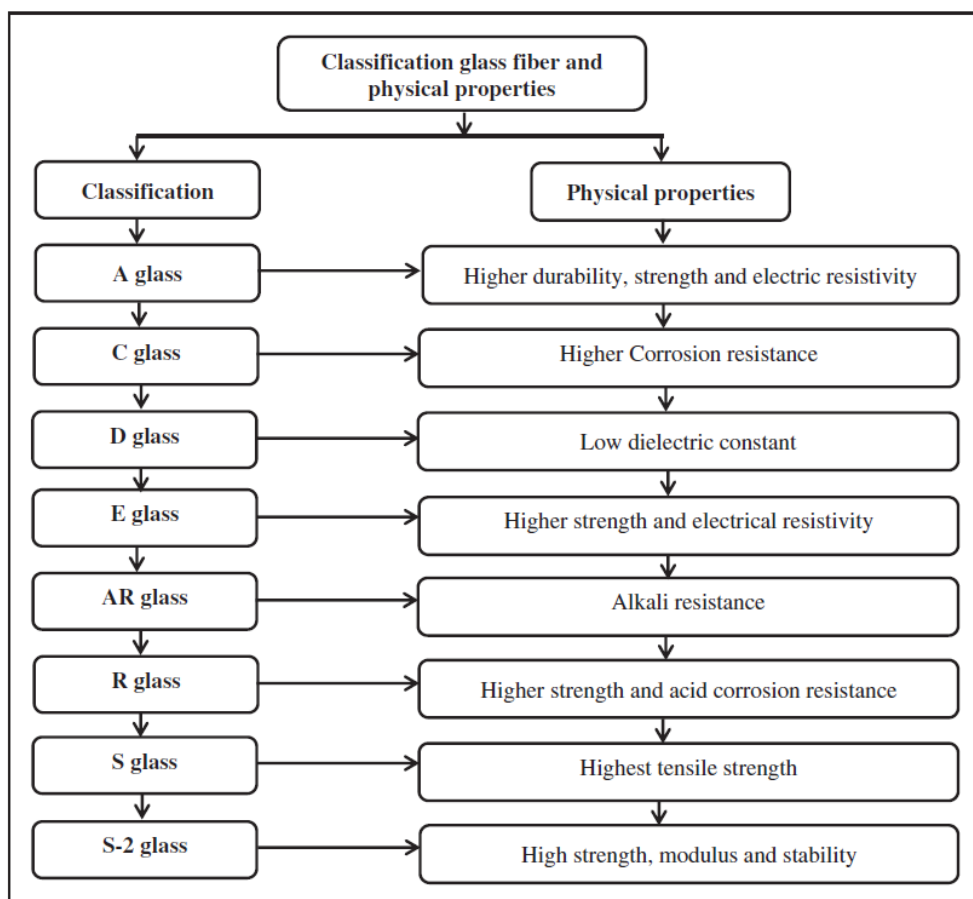 Classification glass fiber and
physical properties
Classification
Physical properties
A glass
Higher durability, strength and electric resistivity
C glass
Higher Corrosion resistance
D glass
Low dielectric constant
E glass
Higher strength and electrical resistivity
AR glass
Alkali resistance
R glass
Higher strength and acid corrosion resistance
S glass
Highest tensile strength
S-2 glass
High strength, modulus and stability